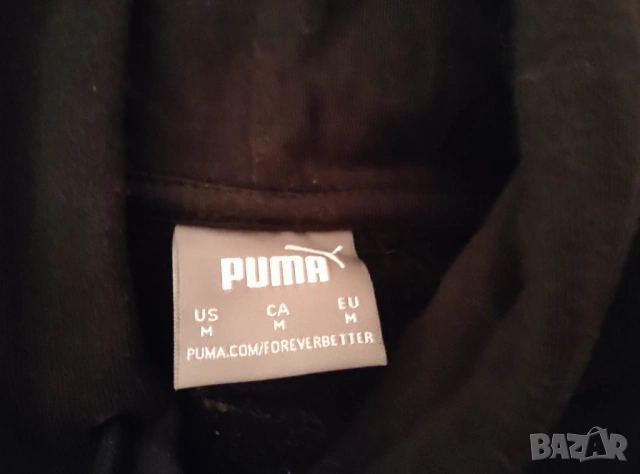 PUMA
US CA EU
M M M
PUMA.COM/FOREVERBETTER
BAZAR